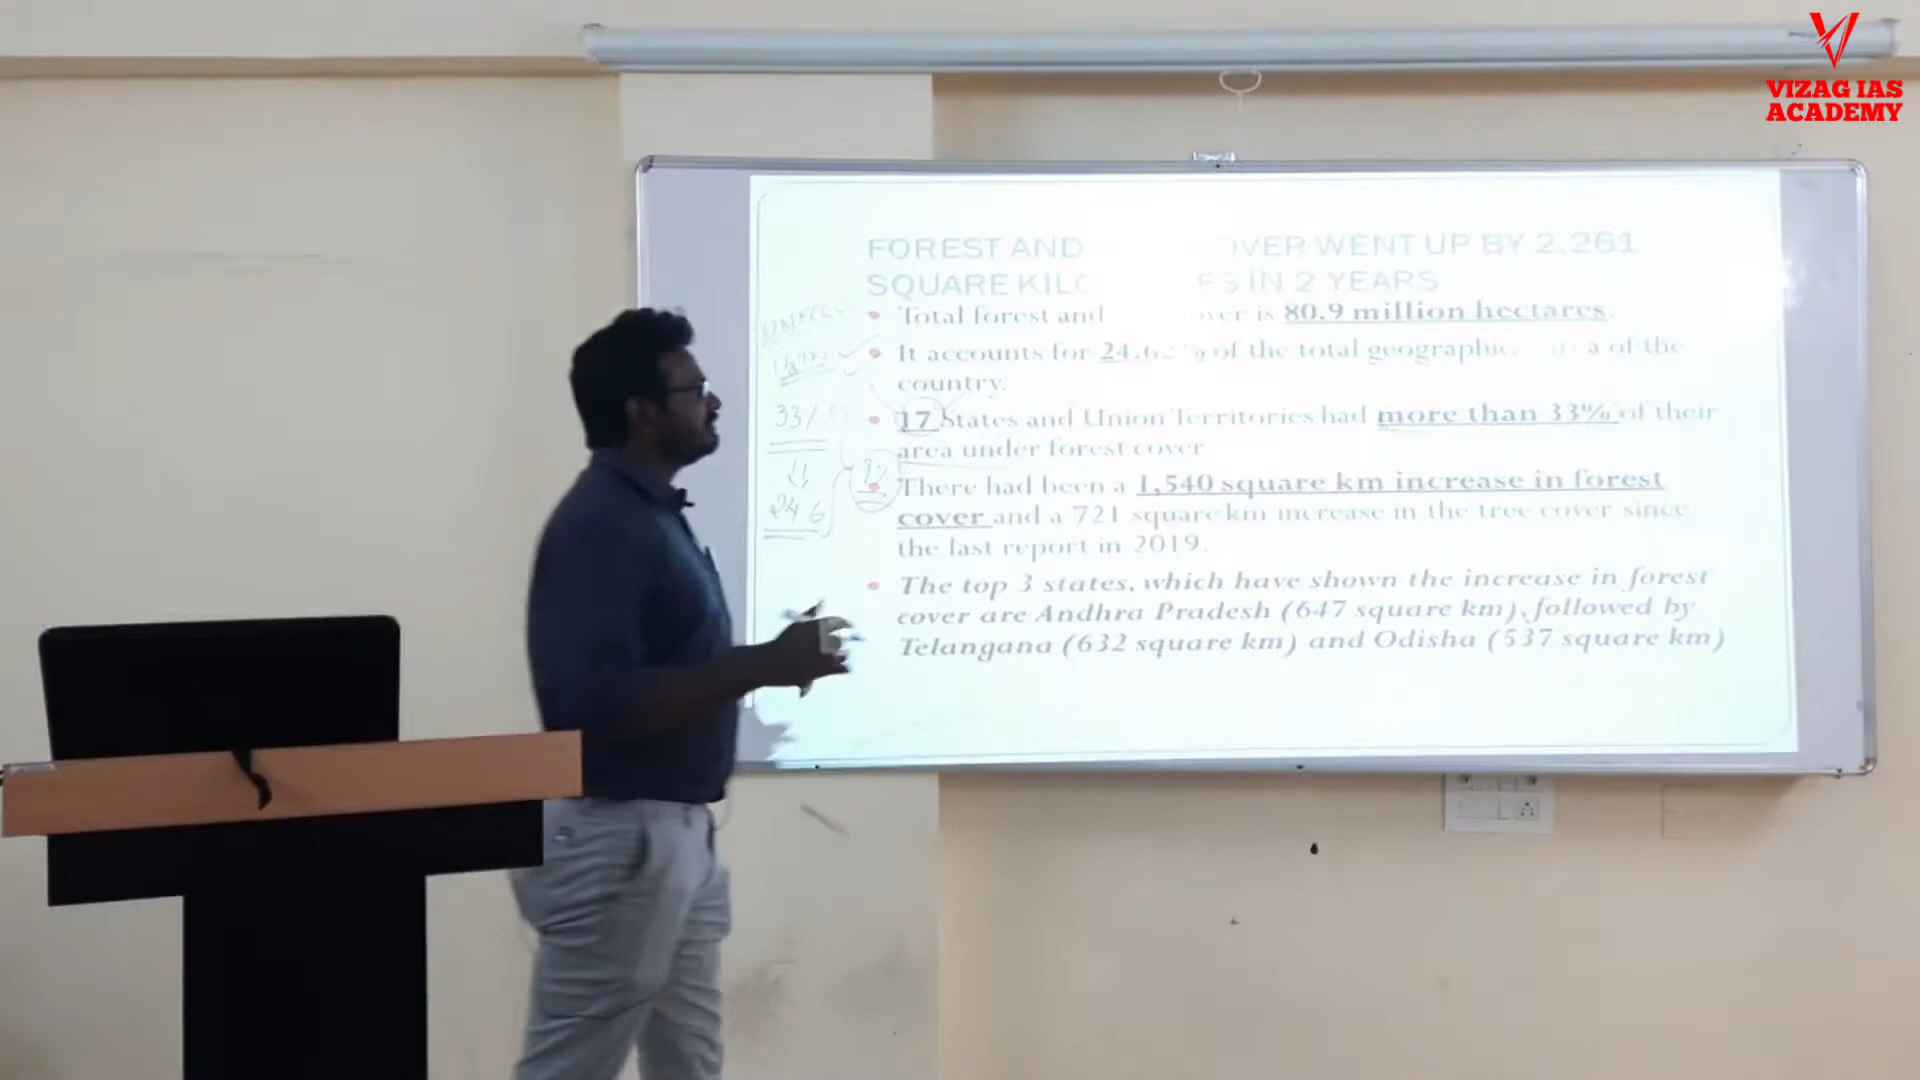 VIZAG IAS
ACADEMY
FOREST AND OVER WENT UP BY 2,261
SQUARE KILO S IN 2 YEARS
Total forest and ver is 80.9 million hectares.
It accounts for 24.62% of the total geographic a of the
country.
17 States and Union Territories had more than 33% of their
area under forest cover
There had been a 1,540 square km increase in forest
cover and a 721 square km increase in the tree cover since
the last report in 2019.
The top 3 states, which have shown the increase in forest
cover are Andhra Pradesh (647 square km), followed by
Telangana (632 square km) and Odisha (537 square km)
33%
24 6